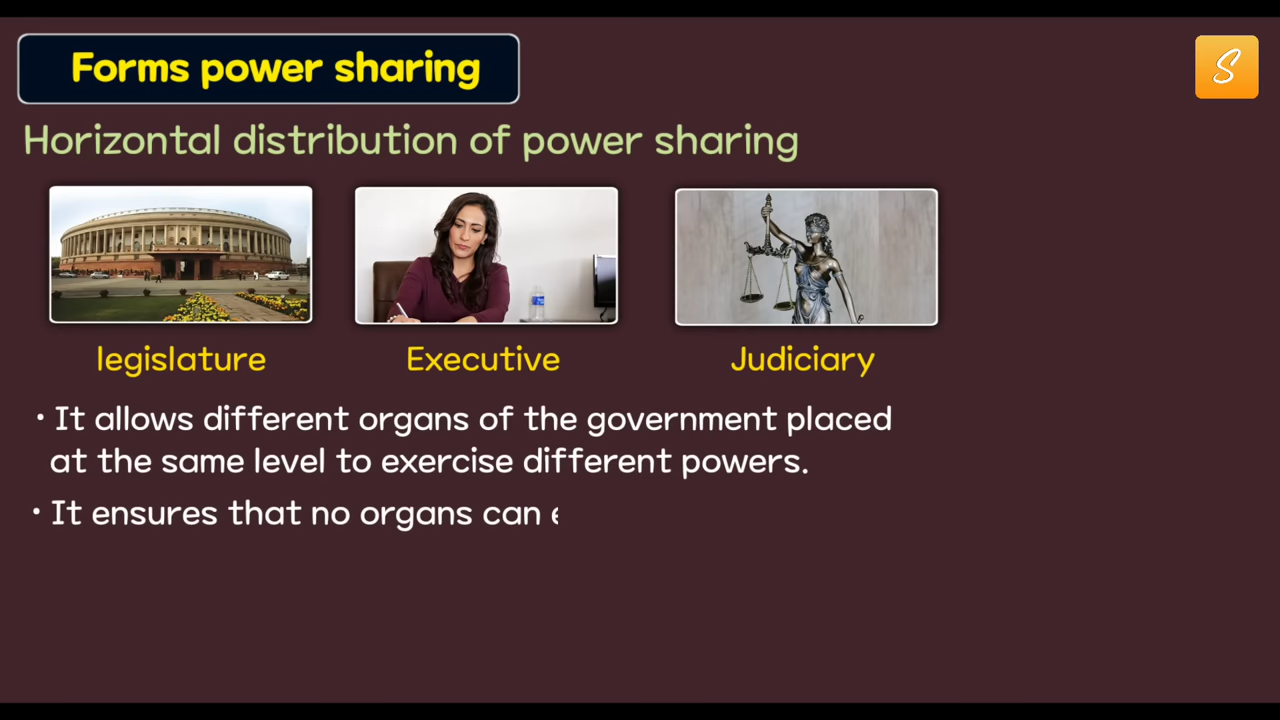 Forms power sharing
S
Horizontal distribution of power sharing
legislature Executive Judiciary
• It allows different organs of the government placed
at the same level to exercise different powers.
• It ensures that no organs can